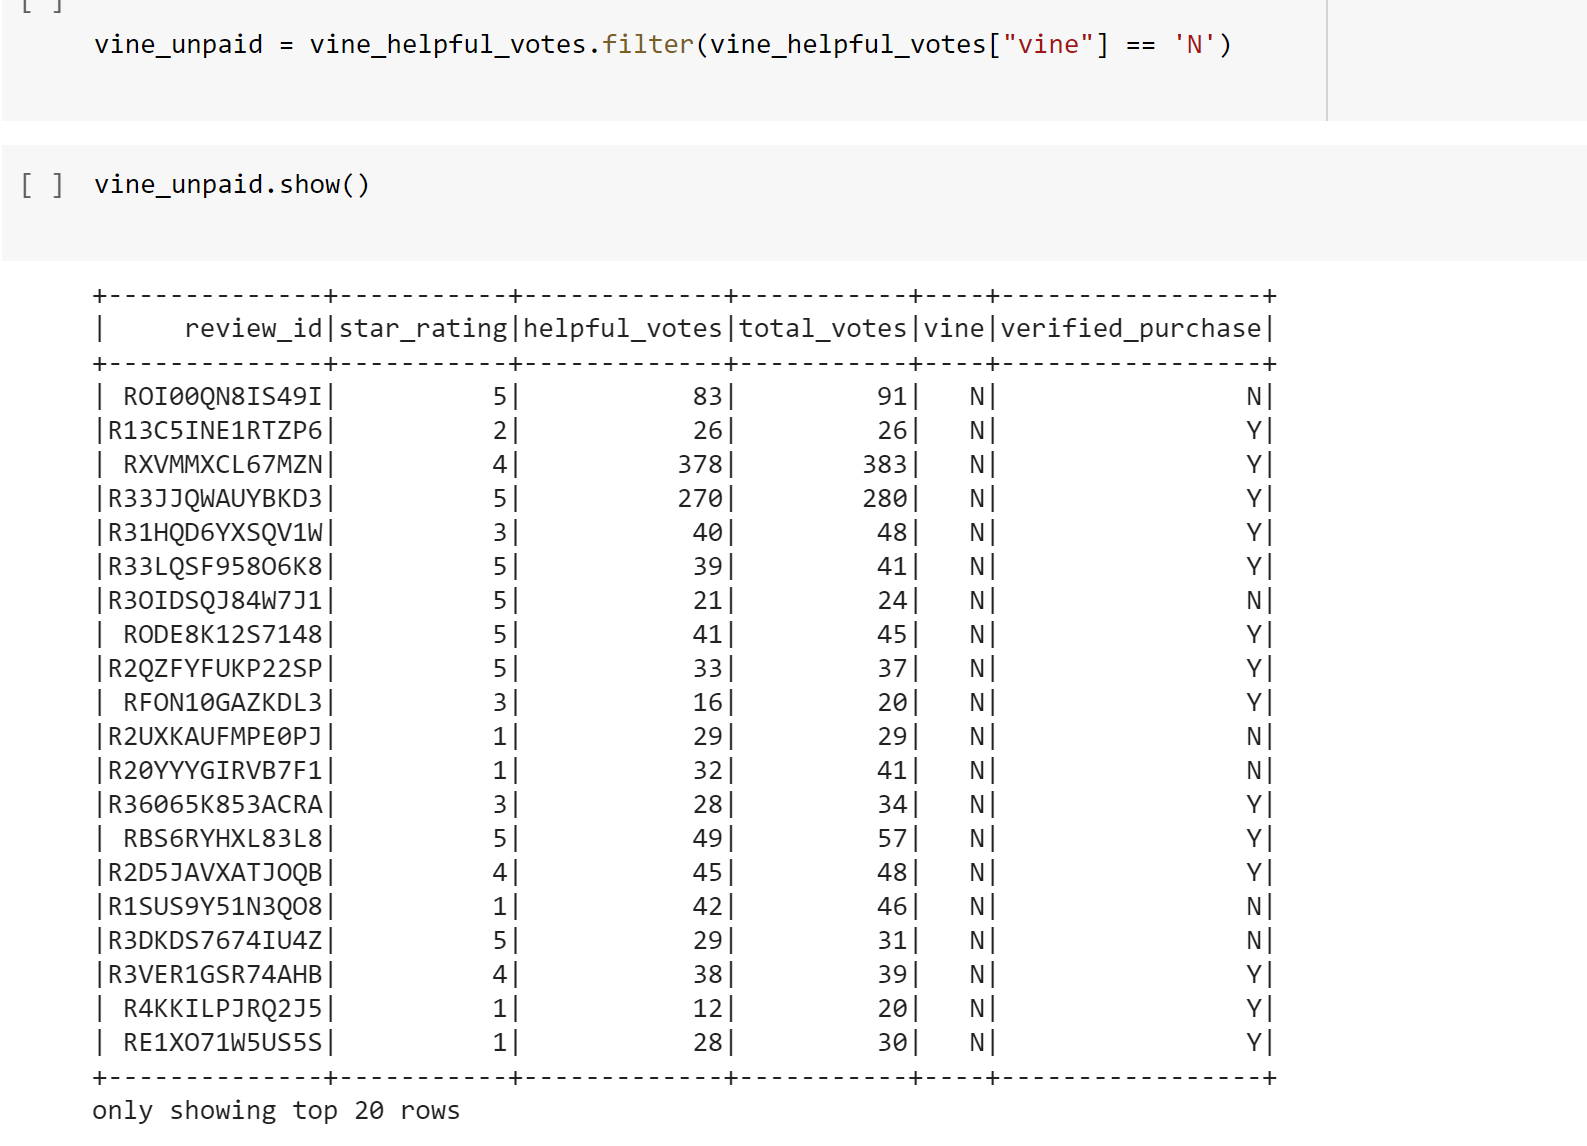 [ ]
vine_unpaid = vine_helpful_votes.filter(vine_helpful_votes["vine"] == 'N')
[ ] vine_unpaid.show()
+--------------+-----------+-------------+-----------+----+-----------------+
|     review_id|star_rating|helpful_votes|total_votes|vine|verified_purchase|
+--------------+-----------+-------------+-----------+----+-----------------+
| ROI00QN8IS49I|          5|           83|         91|   N|                N|
|R13C5INE1RTZP6|          2|           26|         26|   N|                Y|
| RXVMMXCL67MZN|          4|          378|        383|   N|                Y|
|R33JJQWAUYBKD3|          5|          270|        280|   N|                Y|
|R31HQD6YXSQV1W|          3|           40|         48|   N|                Y|
|R33LQSF958O6K8|          5|           39|         41|   N|                Y|
|R3OIDSQJ84W7J1|          5|           21|         24|   N|                N|
| RODE8K12S7148|          5|           41|         45|   N|                Y|
|R2QZFYFUKP22SP|          5|           33|         37|   N|                Y|
| RFON10GAZKDL3|          3|           16|         20|   N|                Y|
|R2UXKAUFMPE0PJ|          1|           29|         29|   N|                N|
|R20YYYGIRVB7F1|          1|           32|         41|   N|                N|
|R36065K853ACRA|          3|           28|         34|   N|                Y|
| RBS6RYHXL83L8|          5|           49|         57|   N|                Y|
|R2D5JAVXATJOQB|          4|           45|         48|   N|                Y|
|R1SUS9Y51N3QO8|          1|           42|         46|   N|                N|
|R3DKDS7674IU4Z|          5|           29|         31|   N|                N|
|R3VER1GSR74AHB|          4|           38|         39|   N|                Y|
| R4KKILPJRQ2J5|          1|           12|         20|   N|                Y|
| RE1XO71W5US5S|          1|           28|         30|   N|                Y|
+--------------+-----------+-------------+-----------+----+-----------------+
only showing top 20 rows